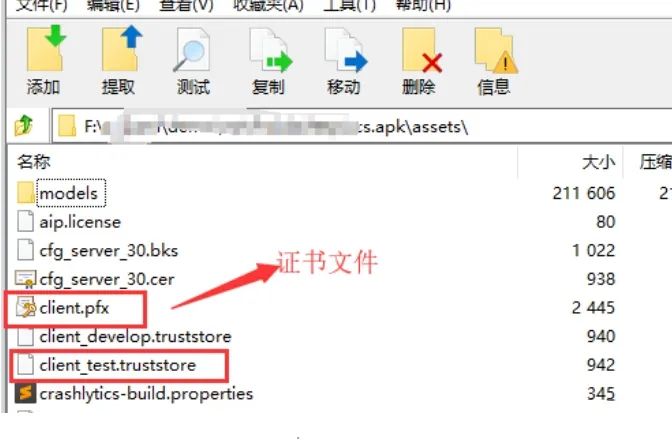 文件(F) 编辑(E) 查看(V) 收藏夹(A) 工具(T) 帮助(H)
添加 提取 测试 复制 移动 删除 信息
F:\ s.apk\assets\
名称 大小 压缩
models 211 606
aip.license 80
cfg_server_30.bks 1 022
证书文件
cfg_server_30.cer 938
client.pfx 2 445
client_develop.truststore 940
client_test.truststore 942
crashlytics-build.properties 345